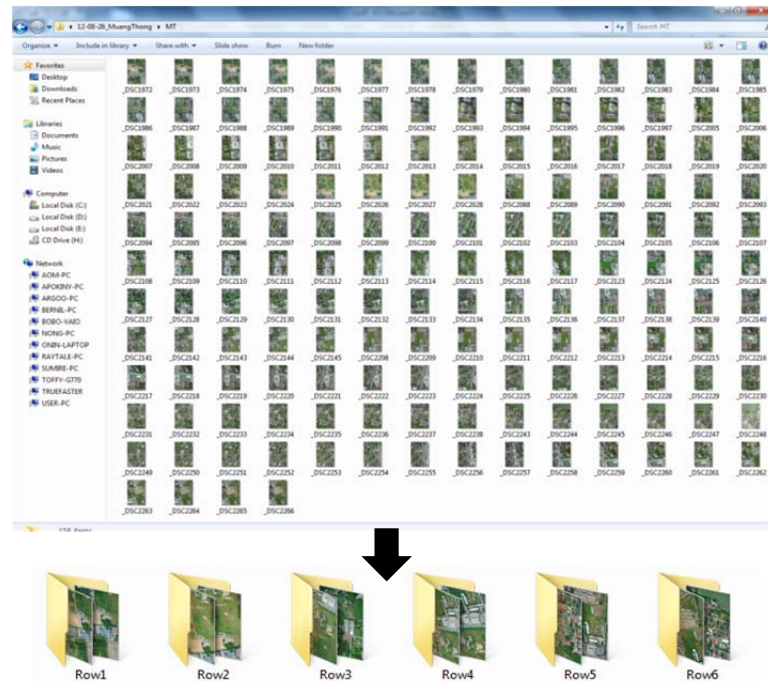 12-08-26_MuangThong ▸ MT
Search MT
Organize Include in library Share with Slide show Burn New folder
Favorites
Desktop
Downloads
Recent Places
Libraries
Documents
Music
Pictures
Videos
Computer
Local Disk (C:)
Local Disk (D:)
Local Disk (E:)
CD Drive (H:)
Network
AOM-PC
APOKINY-PC
ARGOO-PC
BERNIL-PC
BOBO-VAIO
NONG-PC
ONIN-LAPTOP
RAYTALE-PC
SUMIRE-PC
TOFFY-G770
TRUEFASTER
USER-PC
_DSC1972 _DSC1973 _DSC1974 _DSC1975 _DSC1976 _DSC1977 _DSC1978 _DSC1979 _DSC1980 _DSC1981 _DSC1982 _DSC1983 _DSC1984 _DSC1985
_DSC1986 _DSC1987 _DSC1988 _DSC1989 _DSC1990 _DSC1991 _DSC1992 _DSC1993 _DSC1994 _DSC1995 _DSC1996 _DSC1997 _DSC2005 _DSC2006
_DSC2007 _DSC2008 _DSC2009 _DSC2010 _DSC2011 _DSC2012 _DSC2013 _DSC2014 _DSC2015 _DSC2016 _DSC2017 _DSC2018 _DSC2019 _DSC2020
_DSC2021 _DSC2022 _DSC2023 _DSC2024 _DSC2025 _DSC2026 _DSC2027 _DSC2028 _DSC2088 _DSC2089 _DSC2090 _DSC2091 _DSC2092 _DSC2093
_DSC2094 _DSC2095 _DSC2096 _DSC2097 _DSC2098 _DSC2099 _DSC2100 _DSC2101 _DSC2102 _DSC2103 _DSC2104 _DSC2105 _DSC2106 _DSC2107
_DSC2108 _DSC2109 _DSC2110 _DSC2111 _DSC2112 _DSC2113 _DSC2114 _DSC2115 _DSC2116 _DSC2117 _DSC2123 _DSC2124 _DSC2125 _DSC2126
_DSC2127 _DSC2128 _DSC2129 _DSC2130 _DSC2131 _DSC2132 _DSC2133 _DSC2134 _DSC2135 _DSC2136 _DSC2137 _DSC2138 _DSC2139 _DSC2140
_DSC2141 _DSC2142 _DSC2143 _DSC2144 _DSC2145 _DSC2208 _DSC2209 _DSC2210 _DSC2211 _DSC2212 _DSC2213 _DSC2214 _DSC2215 _DSC2216
_DSC2217 _DSC2218 _DSC2219 _DSC2220 _DSC2221 _DSC2222 _DSC2223 _DSC2224 _DSC2225 _DSC2226 _DSC2227 _DSC2228 _DSC2229 _DSC2230
_DSC2231 _DSC2232 _DSC2233 _DSC2234 _DSC2235 _DSC2236 _DSC2237 _DSC2238 _DSC2243 _DSC2244 _DSC2245 _DSC2246 _DSC2247 _DSC2248
_DSC2249 _DSC2250 _DSC2251 _DSC2252 _DSC2253 _DSC2254 _DSC2255 _DSC2256 _DSC2257 _DSC2258 _DSC2259 _DSC2260 _DSC2261 _DSC2262
_DSC2263 _DSC2264 _DSC2265 _DSC2266
Row1 Row2 Row3 Row4 Row5 Row6